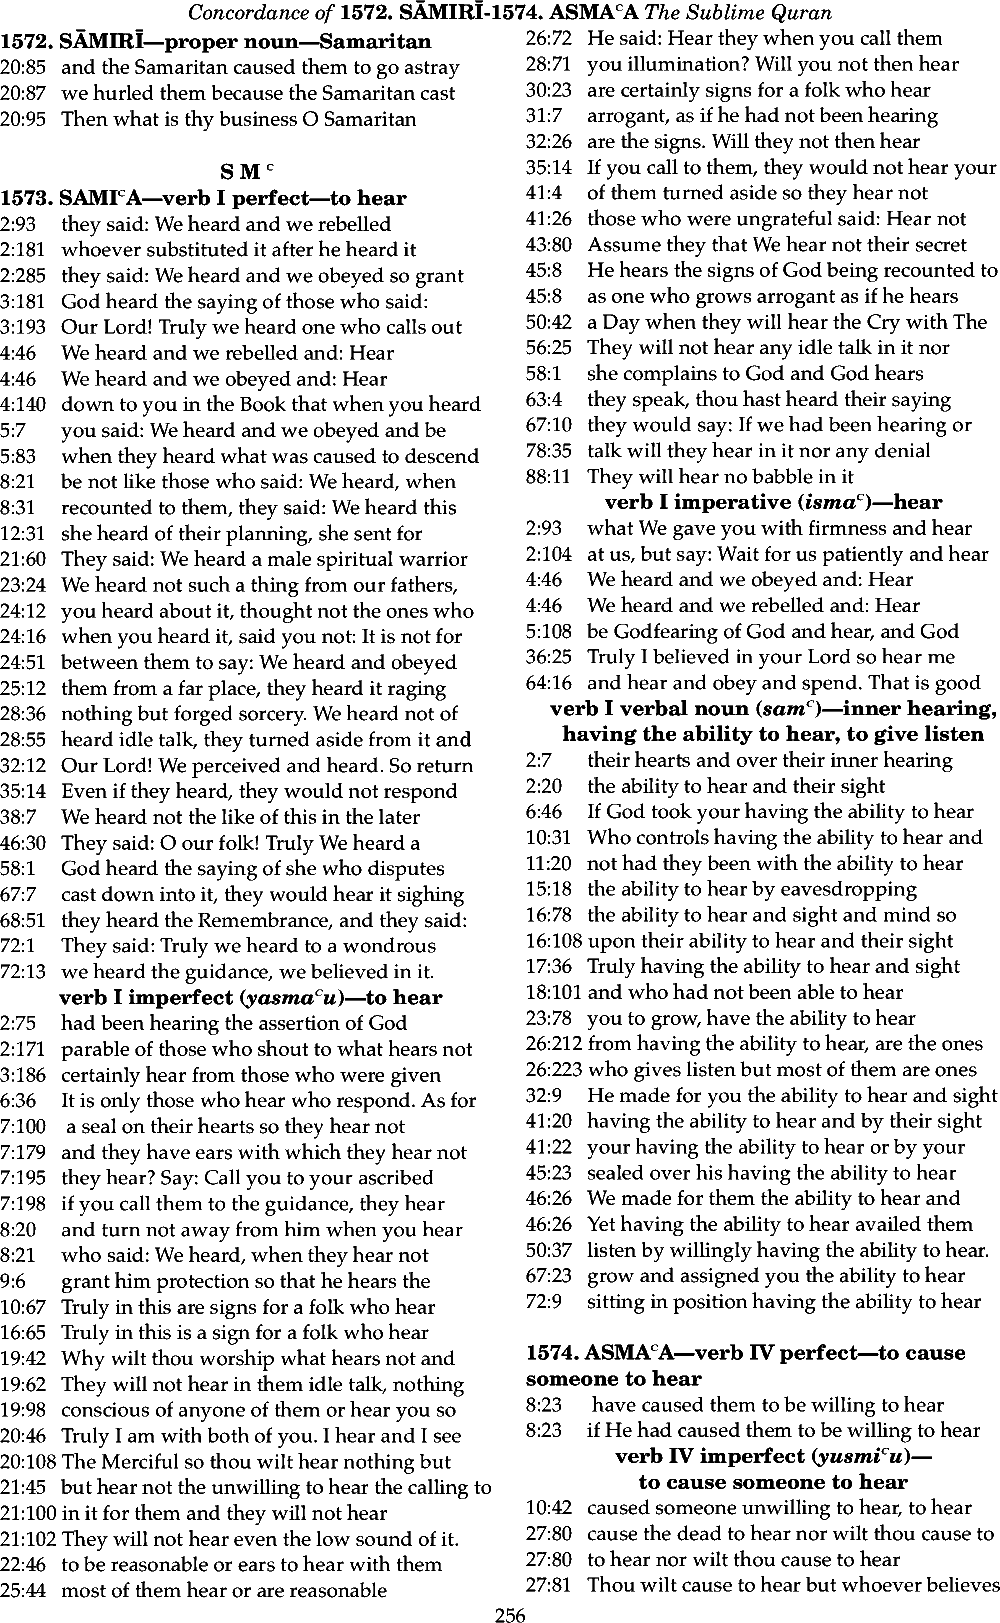 Concordance of 1572. SĀMIRĪ-1574. ASMAᶜA The Sublime Quran
1572. SĀMIRĪ—proper noun—Samaritan
20:85 and the Samaritan caused them to go astray
20:87 we hurled them because the Samaritan cast
20:95 Then what is thy business O Samaritan
S M ᶜ
1573. SAMIᶜA—verb I perfect—to hear
2:93 they said: We heard and we rebelled
2:181 whoever substituted it after he heard it
2:285 they said: We heard and we obeyed so grant
3:181 God heard the saying of those who said:
3:193 Our Lord! Truly we heard one who calls out
4:46 We heard and we rebelled and: Hear
4:46 We heard and we obeyed and: Hear
4:140 down to you in the Book that when you heard
5:7 you said: We heard and we obeyed and be
5:83 when they heard what was caused to descend
8:21 be not like those who said: We heard, when
8:31 recounted to them, they said: We heard this
12:31 she heard of their planning, she sent for
21:60 They said: We heard a male spiritual warrior
23:24 We heard not such a thing from our fathers,
24:12 you heard about it, thought not the ones who
24:16 when you heard it, said you not: It is not for
24:51 between them to say: We heard and obeyed
25:12 them from a far place, they heard it raging
28:36 nothing but forged sorcery. We heard not of
28:55 heard idle talk, they turned aside from it and
32:12 Our Lord! We perceived and heard. So return
35:14 Even if they heard, they would not respond
38:7 We heard not the like of this in the later
46:30 They said: O our folk! Truly We heard a
58:1 God heard the saying of she who disputes
67:7 cast down into it, they would hear it sighing
68:51 they heard the Remembrance, and they said:
72:1 They said: Truly we heard to a wondrous
72:13 we heard the guidance, we believed in it.
verb I imperfect (yasmaᶜu)—to hear
2:75 had been hearing the assertion of God
2:171 parable of those who shout to what hears not
3:186 certainly hear from those who were given
6:36 It is only those who hear who respond. As for
7:100 a seal on their hearts so they hear not
7:179 and they have ears with which they hear not
7:195 they hear? Say: Call you to your ascribed
7:198 if you call them to the guidance, they hear
8:20 and turn not away from him when you hear
8:21 who said: We heard, when they hear not
9:6 grant him protection so that he hears the
10:67 Truly in this are signs for a folk who hear
16:65 Truly in this is a sign for a folk who hear
19:42 Why wilt thou worship what hears not and
19:62 They will not hear in them idle talk, nothing
19:98 conscious of anyone of them or hear you so
20:46 Truly I am with both of you. I hear and I see
20:108 The Merciful so thou wilt hear nothing but
21:45 but hear not the unwilling to hear the calling to
21:100 in it for them and they will not hear
21:102 They will not hear even the low sound of it.
22:46 to be reasonable or ears to hear with them
25:44 most of them hear or are reasonable
26:72 He said: Hear they when you call them
28:71 you illumination? Will you not then hear
30:23 are certainly signs for a folk who hear
31:7 arrogant, as if he had not been hearing
32:26 are the signs. Will they not then hear
35:14 If you call to them, they would not hear your
41:4 of them turned aside so they hear not
41:26 those who were ungrateful said: Hear not
43:80 Assume they that We hear not their secret
45:8 He hears the signs of God being recounted to
45:8 as one who grows arrogant as if he hears
50:42 a Day when they will hear the Cry with The
56:25 They will not hear any idle talk in it nor
58:1 she complains to God and God hears
63:4 they speak, thou hast heard their saying
67:10 they would say: If we had been hearing or
78:35 talk will they hear in it nor any denial
88:11 They will hear no babble in it
verb I imperative (ismaᶜ)—hear
2:93 what We gave you with firmness and hear
2:104 at us, but say: Wait for us patiently and hear
4:46 We heard and we obeyed and: Hear
4:46 We heard and we rebelled and: Hear
5:108 be Godfearing of God and hear, and God
36:25 Truly I believed in your Lord so hear me
64:16 and hear and obey and spend. That is good
verb I verbal noun (samᶜ)—inner hearing,
having the ability to hear, to give listen
2:7 their hearts and over their inner hearing
2:20 the ability to hear and their sight
6:46 If God took your having the ability to hear
10:31 Who controls having the ability to hear and
11:20 not had they been with the ability to hear
15:18 the ability to hear by eavesdropping
16:78 the ability to hear and sight and mind so
16:108 upon their ability to hear and their sight
17:36 Truly having the ability to hear and sight
18:101 and who had not been able to hear
23:78 you to grow, have the ability to hear
26:212 from having the ability to hear, are the ones
26:223 who gives listen but most of them are ones
32:9 He made for you the ability to hear and sight
41:20 having the ability to hear and by their sight
41:22 your having the ability to hear or by your
45:23 sealed over his having the ability to hear
46:26 We made for them the ability to hear and
46:26 Yet having the ability to hear availed them
50:37 listen by willingly having the ability to hear.
67:23 grow and assigned you the ability to hear
72:9 sitting in position having the ability to hear
1574. ASMAᶜA—verb IV perfect—to cause
someone to hear
8:23 have caused them to be willing to hear
8:23 if He had caused them to be willing to hear
verb IV imperfect (yusmiᶜu)—
to cause someone to hear
10:42 caused someone unwilling to hear, to hear
27:80 cause the dead to hear nor wilt thou cause to
27:80 to hear nor wilt thou cause to hear
27:81 Thou wilt cause to hear but whoever believes
256